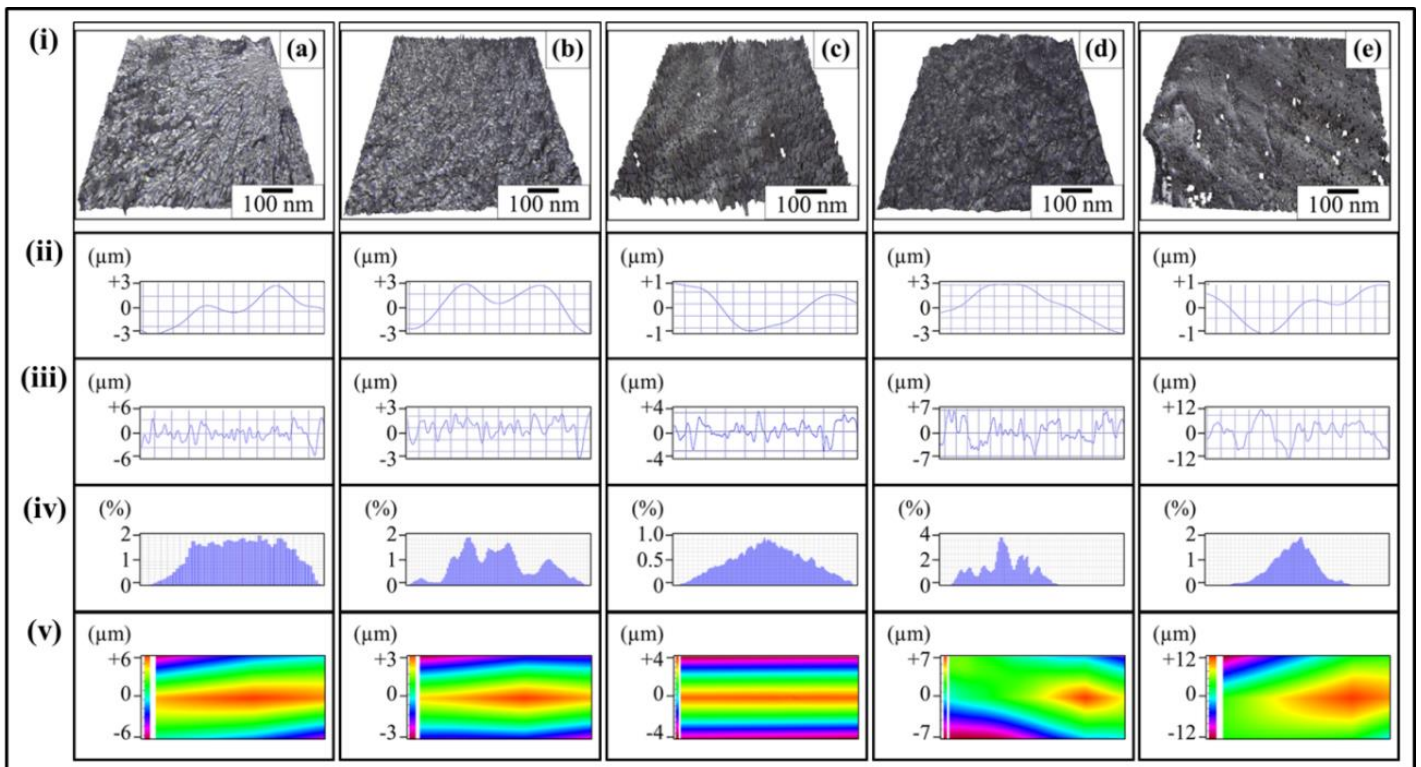 (i) (a) (b) (c) (d) (e)
100 nm 100 nm 100 nm 100 nm 100 nm
(ii) (µm) (µm) (µm) (µm) (µm)
+3 +3 +1 +3 +1
0 0 0 0 0
-3 -3 -1 -3 -1
(iii) (µm) (µm) (µm) (µm) (µm)
+6 +3 +4 +7 +12
0 0 0 0 0
-6 -3 -4 -7 -12
(iv) (%) (%) (%) (%) (%)
2 2 1.0 4 2
1 1 0.5 2 1
0 0 0 0 0
(v) (µm) (µm) (µm) (µm) (µm)
+6 +3 +4 +7 +12
0 0 0 0 0
-6 -3 -4 -7 -12